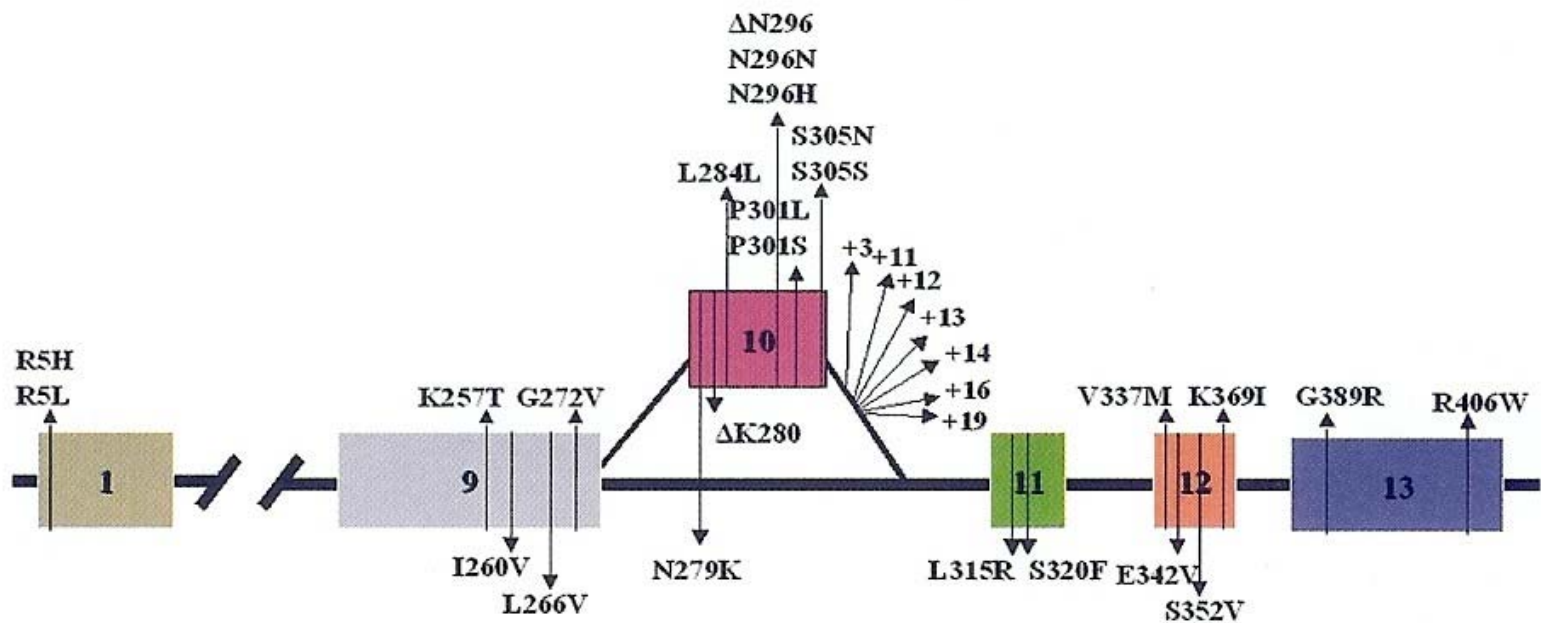 ΔN296
N296N
N296H
S305N
L284L
S305S
P301L
P301S
+3
+11
+12
+13
+14
+16
+19
10
R5H
R5L
K257T
G272V
ΔK280
V337M
K369I
G389R
R406W
1
9
11
12
13
I260V
L266V
N279K
L315R
S320F
E342V
S352V